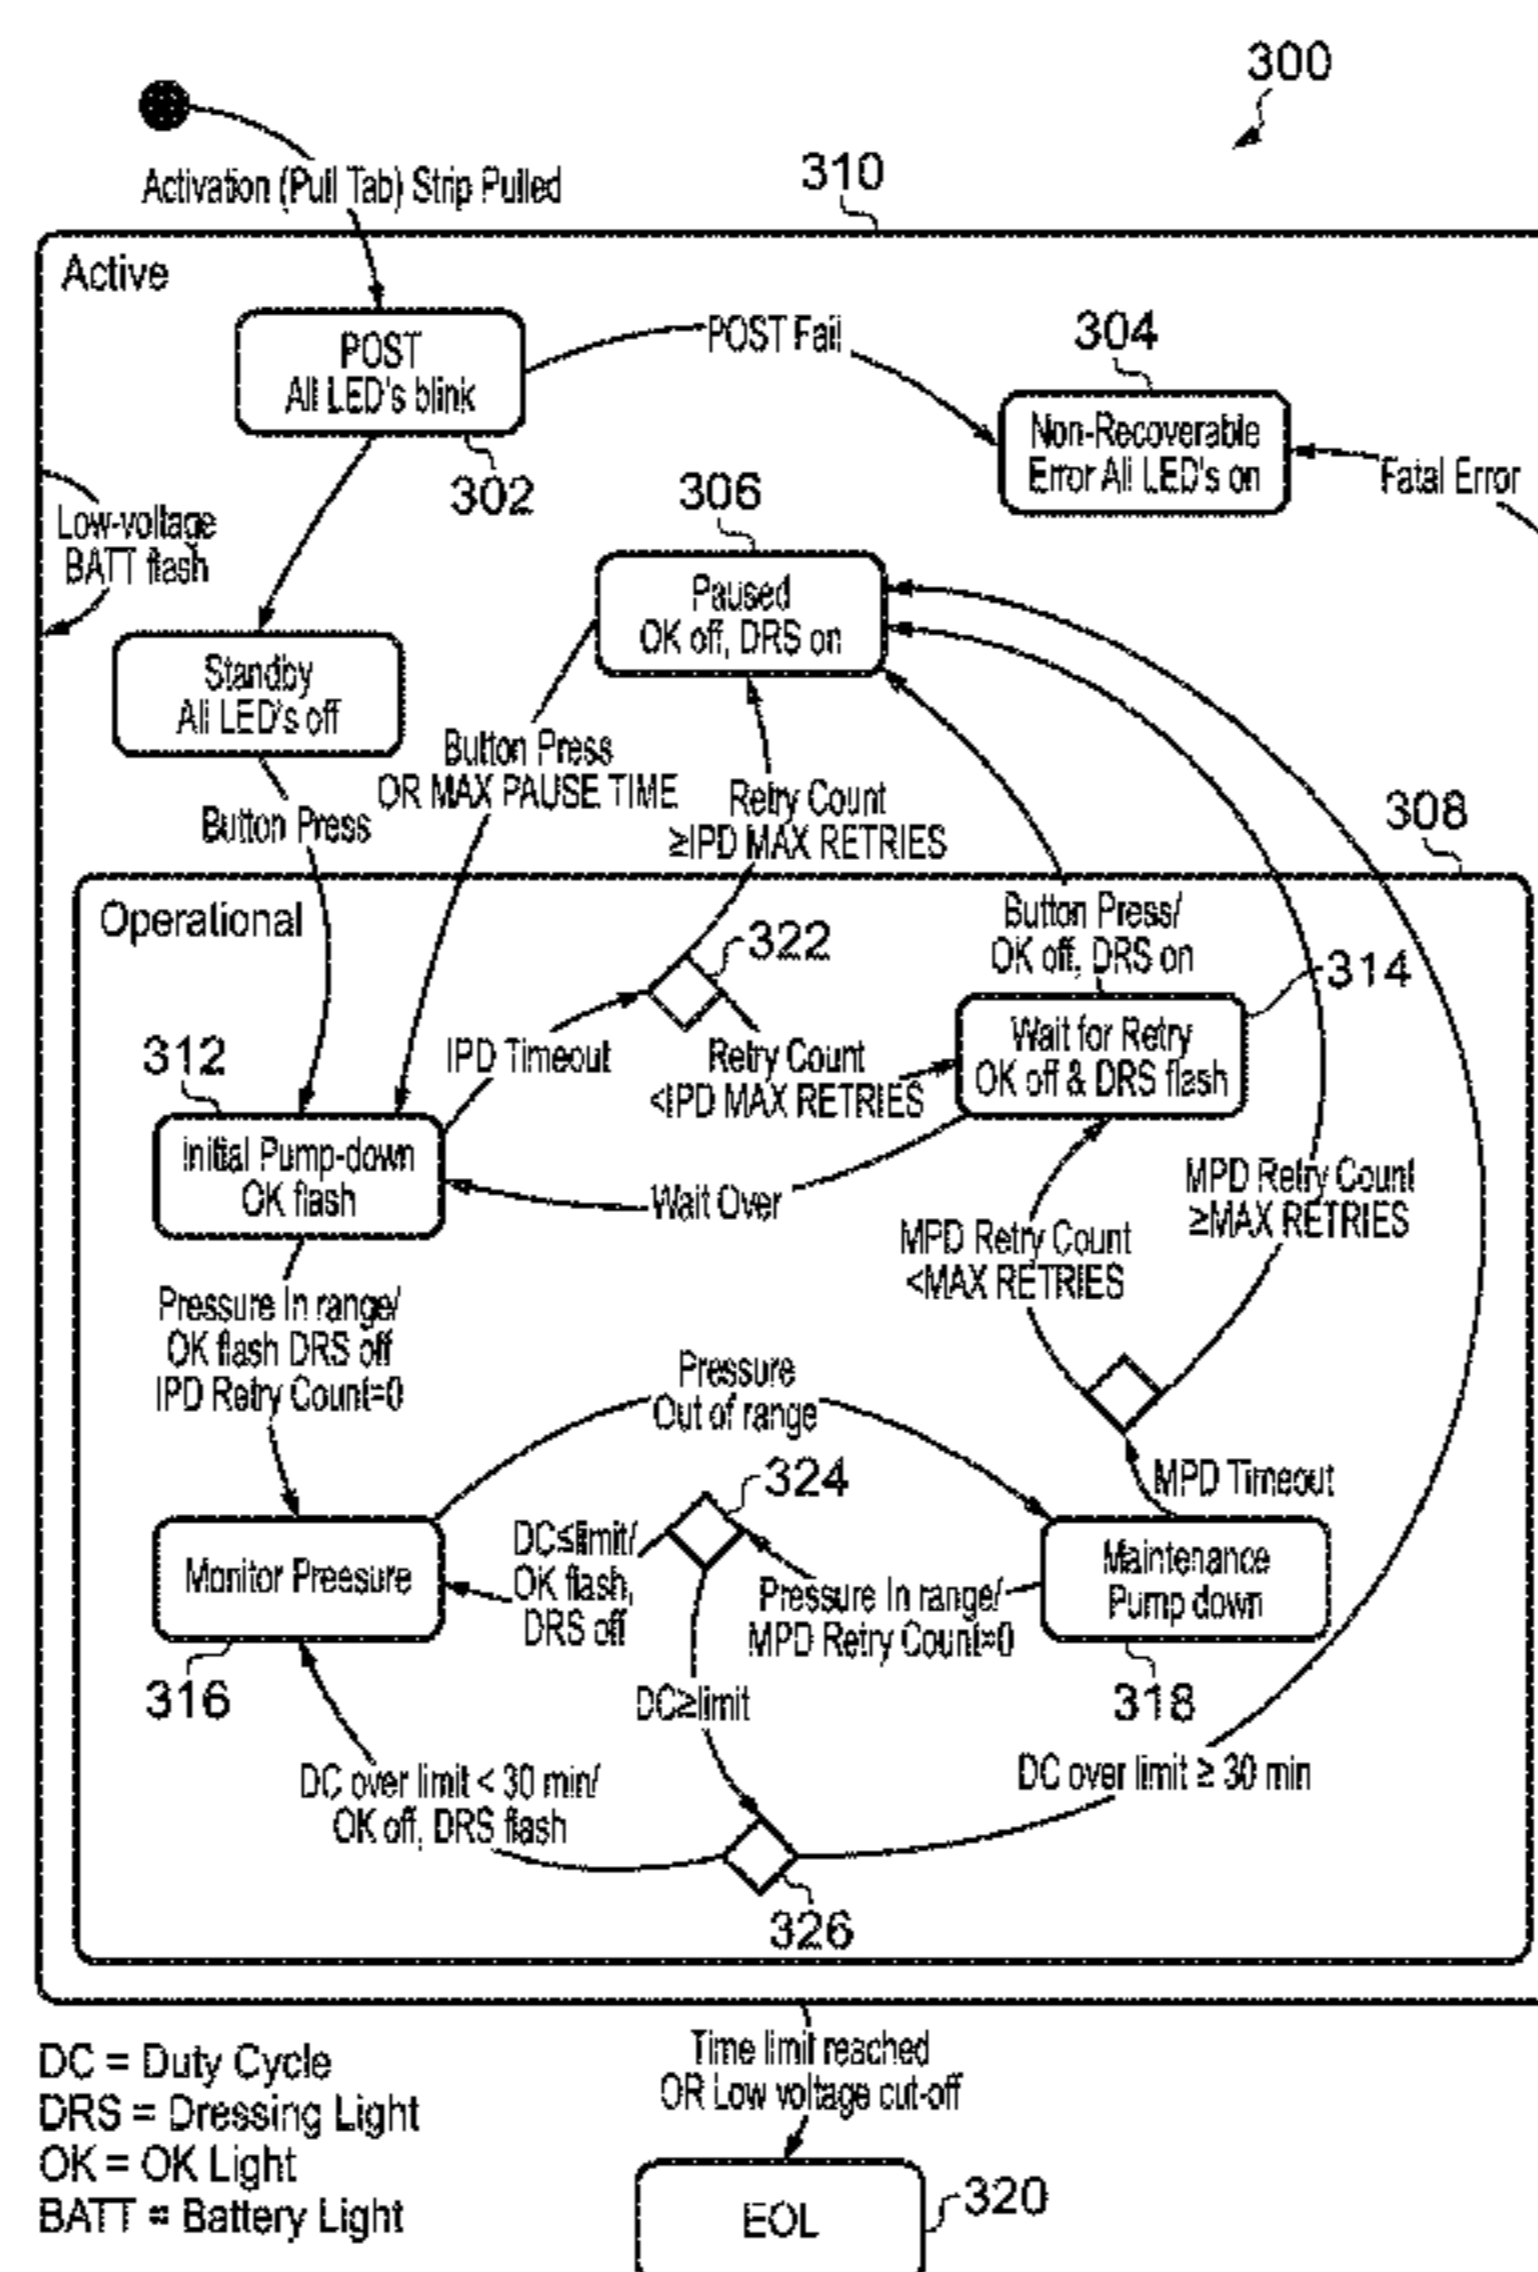 300
Activation (Pull Tab) Strip Pulled
310
Active
POST
All LED's blink
302
POST Fail
304
Non-Recoverable
Error All LED's on
Fatal Error
Low-voltage
BATT flash
306
Paused
OK off, DRS on
Standby
All LED's off
Button Press
Button Press
OR MAX PAUSE TIME
Retry Count
≥IPD MAX RETRIES
308
Operational
322
Button Press/
OK off, DRS on
314
312
IPD Timeout
Retry Count
<IPD MAX RETRIES
Wait for Retry
OK off & DRS flash
Initial Pump-down
OK flash
Wait Over
MPD Retry Count
≥MAX RETRIES
MPD Retry Count
<MAX RETRIES
Pressure In range/
OK flash DRS off
IPD Retry Count=0
Pressure
Out of range
324
MPD Timeout
Monitor Preesure
DC≤limit/
OK flash,
DRS off
Pressure In range/
MPD Retry Count=0
Maintenance
Pump down
316
318
DC≥limit
DC over limit < 30 min/
OK off, DRS flash
DC over limit ≥ 30 min
326
Time limit reached
OR Low voltage cut-off
DC = Duty Cycle
DRS = Dressing Light
OK = OK Light
BATT = Battery Light
EOL
320